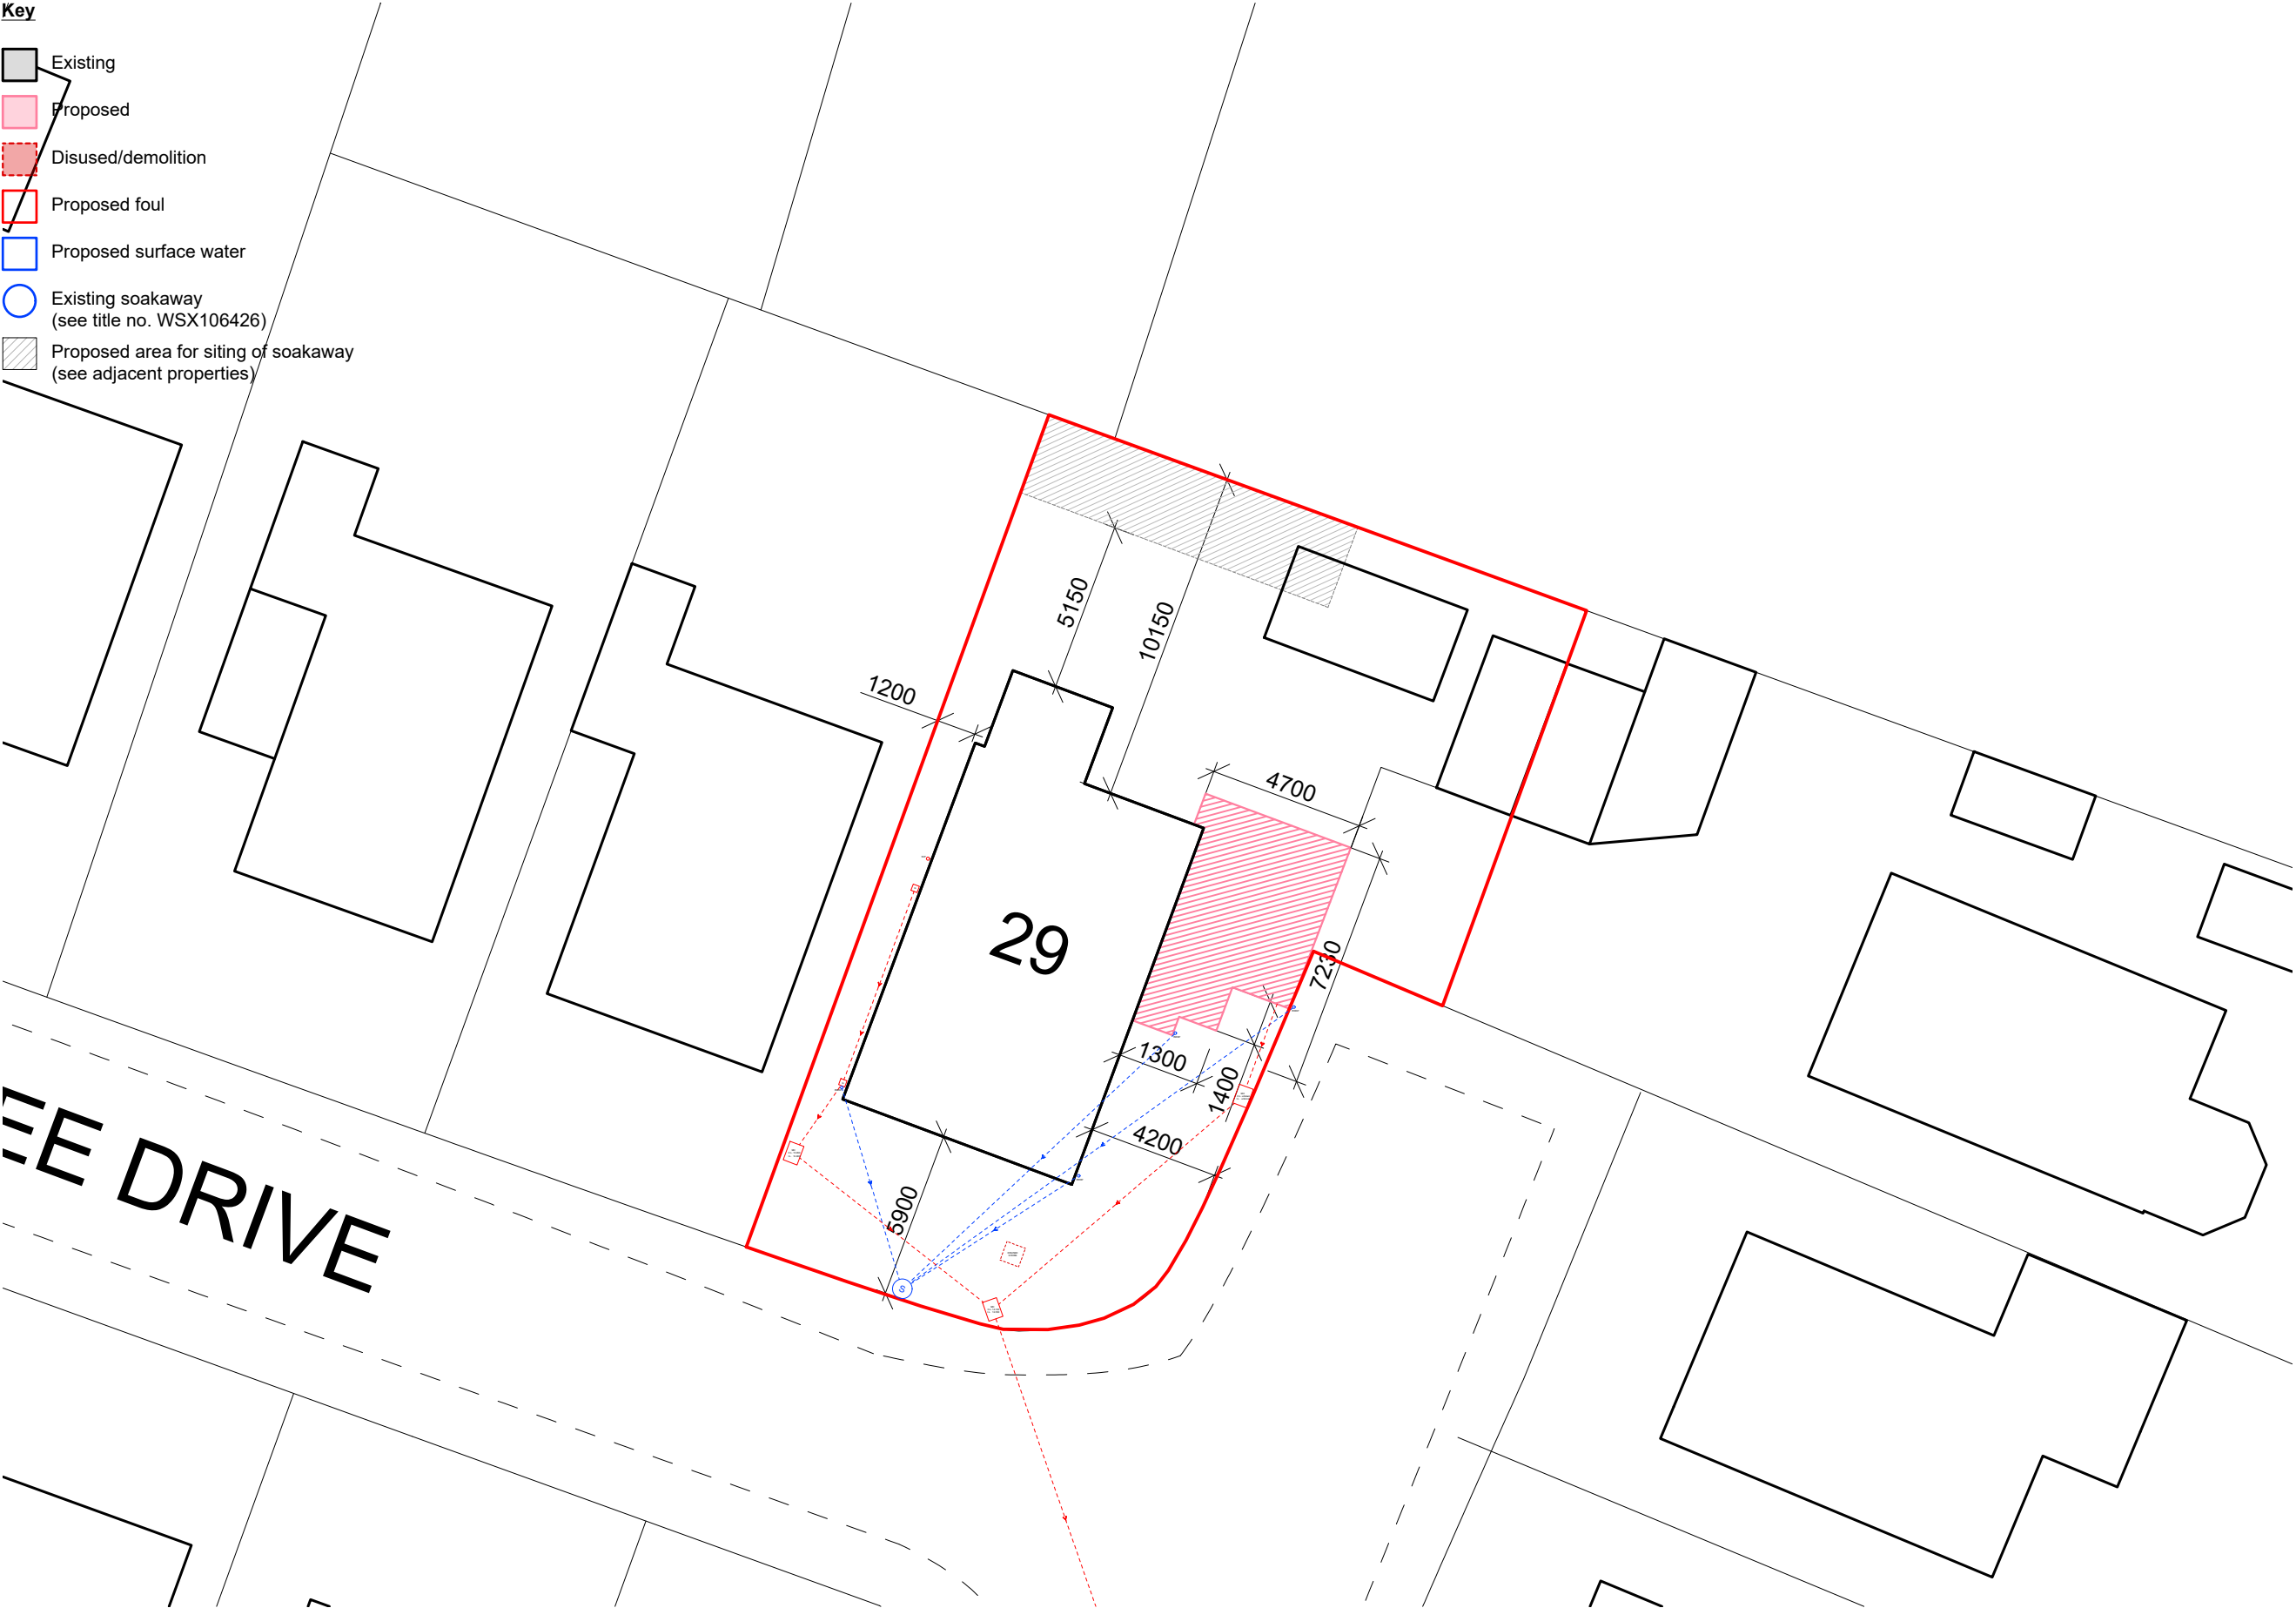 Key
Existing
Proposed
Disused/demolition
Proposed foul
Proposed surface water
Existing soakaway
(see title no. WSX106426)
Proposed area for siting of soakaway
(see adjacent properties)
5150
10150
1200
4700
29
7230
1300
1400
4200
5900
EE DRIVE
S